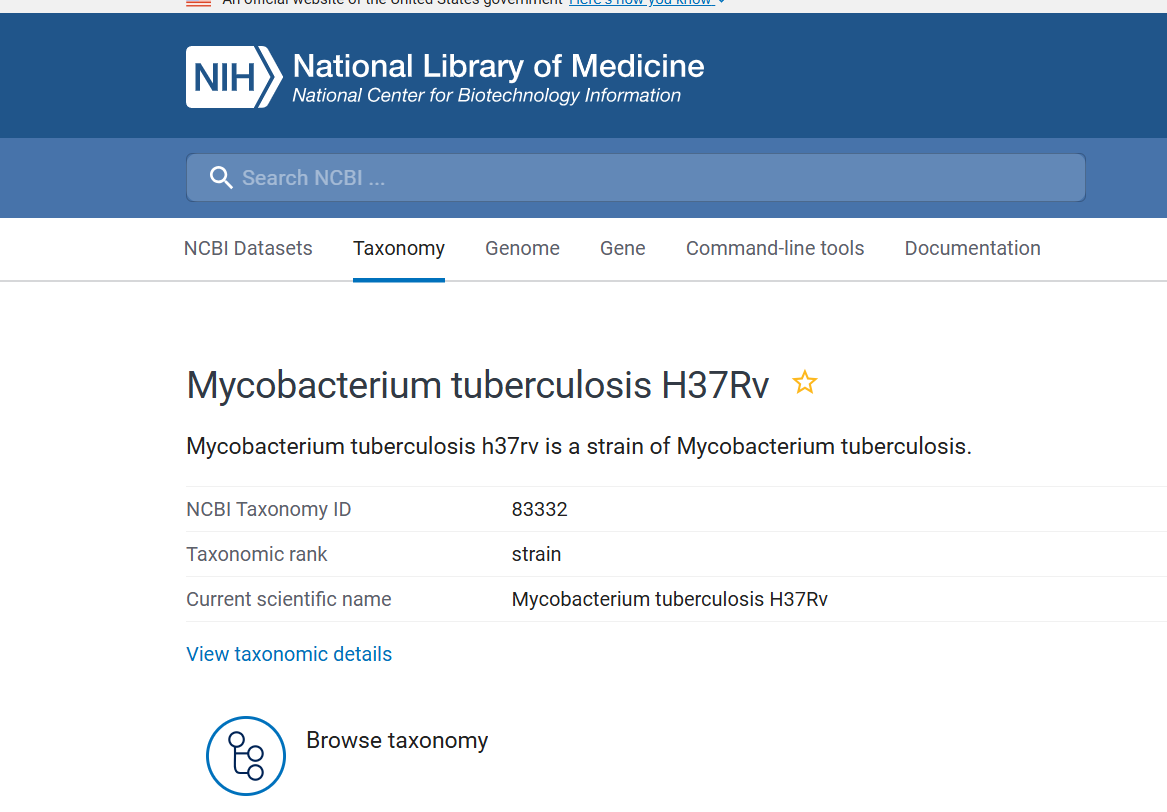 An official website of the United States government Here's how you know
NIH National Library of Medicine
National Center for Biotechnology Information
Search NCBI ...
NCBI Datasets Taxonomy Genome Gene Command-line tools Documentation
Mycobacterium tuberculosis H37Rv
Mycobacterium tuberculosis h37rv is a strain of Mycobacterium tuberculosis.
NCBI Taxonomy ID 83332
Taxonomic rank strain
Current scientific name Mycobacterium tuberculosis H37Rv
View taxonomic details
Browse taxonomy